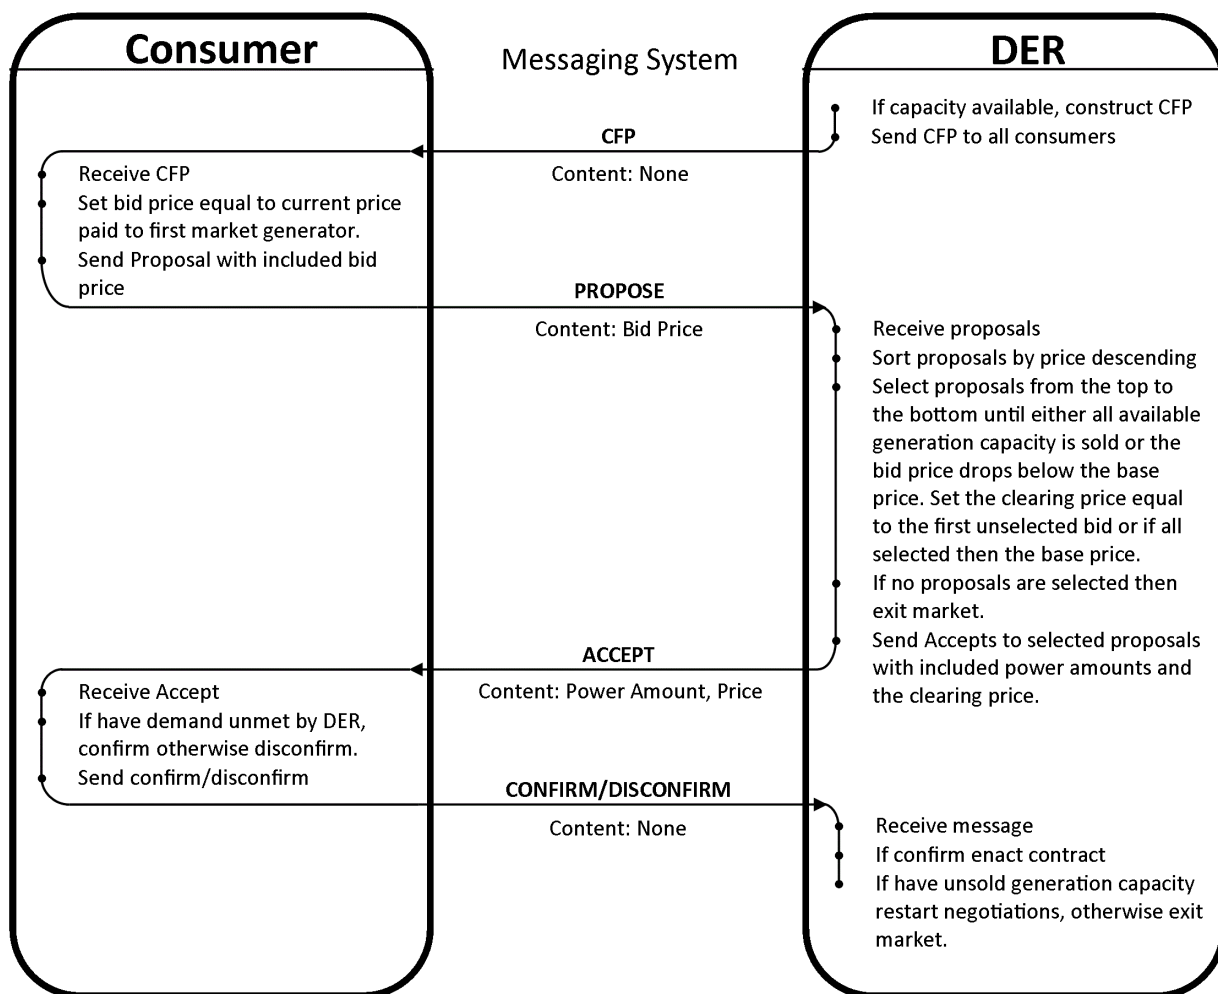 Consumer
Messaging System
DER
If capacity available, construct CFP
Send CFP to all consumers
CFP
Content: None
Receive CFP
Set bid price equal to current price
paid to first market generator.
Send Proposal with included bid
price
PROPOSE
Content: Bid Price
Receive proposals
Sort proposals by price descending
Select proposals from the top to
the bottom until either all available
generation capacity is sold or the
bid price drops below the base
price. Set the clearing price equal
to the first unselected bid or if all
selected then the base price.
If no proposals are selected then
exit market.
Send Accepts to selected proposals
with included power amounts and
the clearing price.
ACCEPT
Content: Power Amount, Price
Receive Accept
If have demand unmet by DER,
confirm otherwise disconfirm.
Send confirm/disconfirm
CONFIRM/DISCONFIRM
Content: None
Receive message
If confirm enact contract
If have unsold generation capacity
restart negotiations, otherwise exit
market.